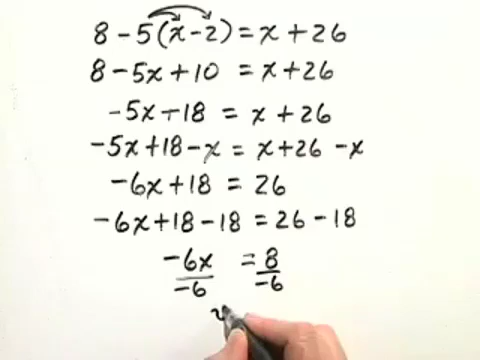 8 - 5(x - 2) = x + 26
8 - 5x + 10 = x + 26
-5x + 18 = x + 26
-5x + 18 - x = x + 26 - x
-6x + 18 = 26
-6x + 18 - 18 = 26 - 18
-6x/-6 = 8/-6